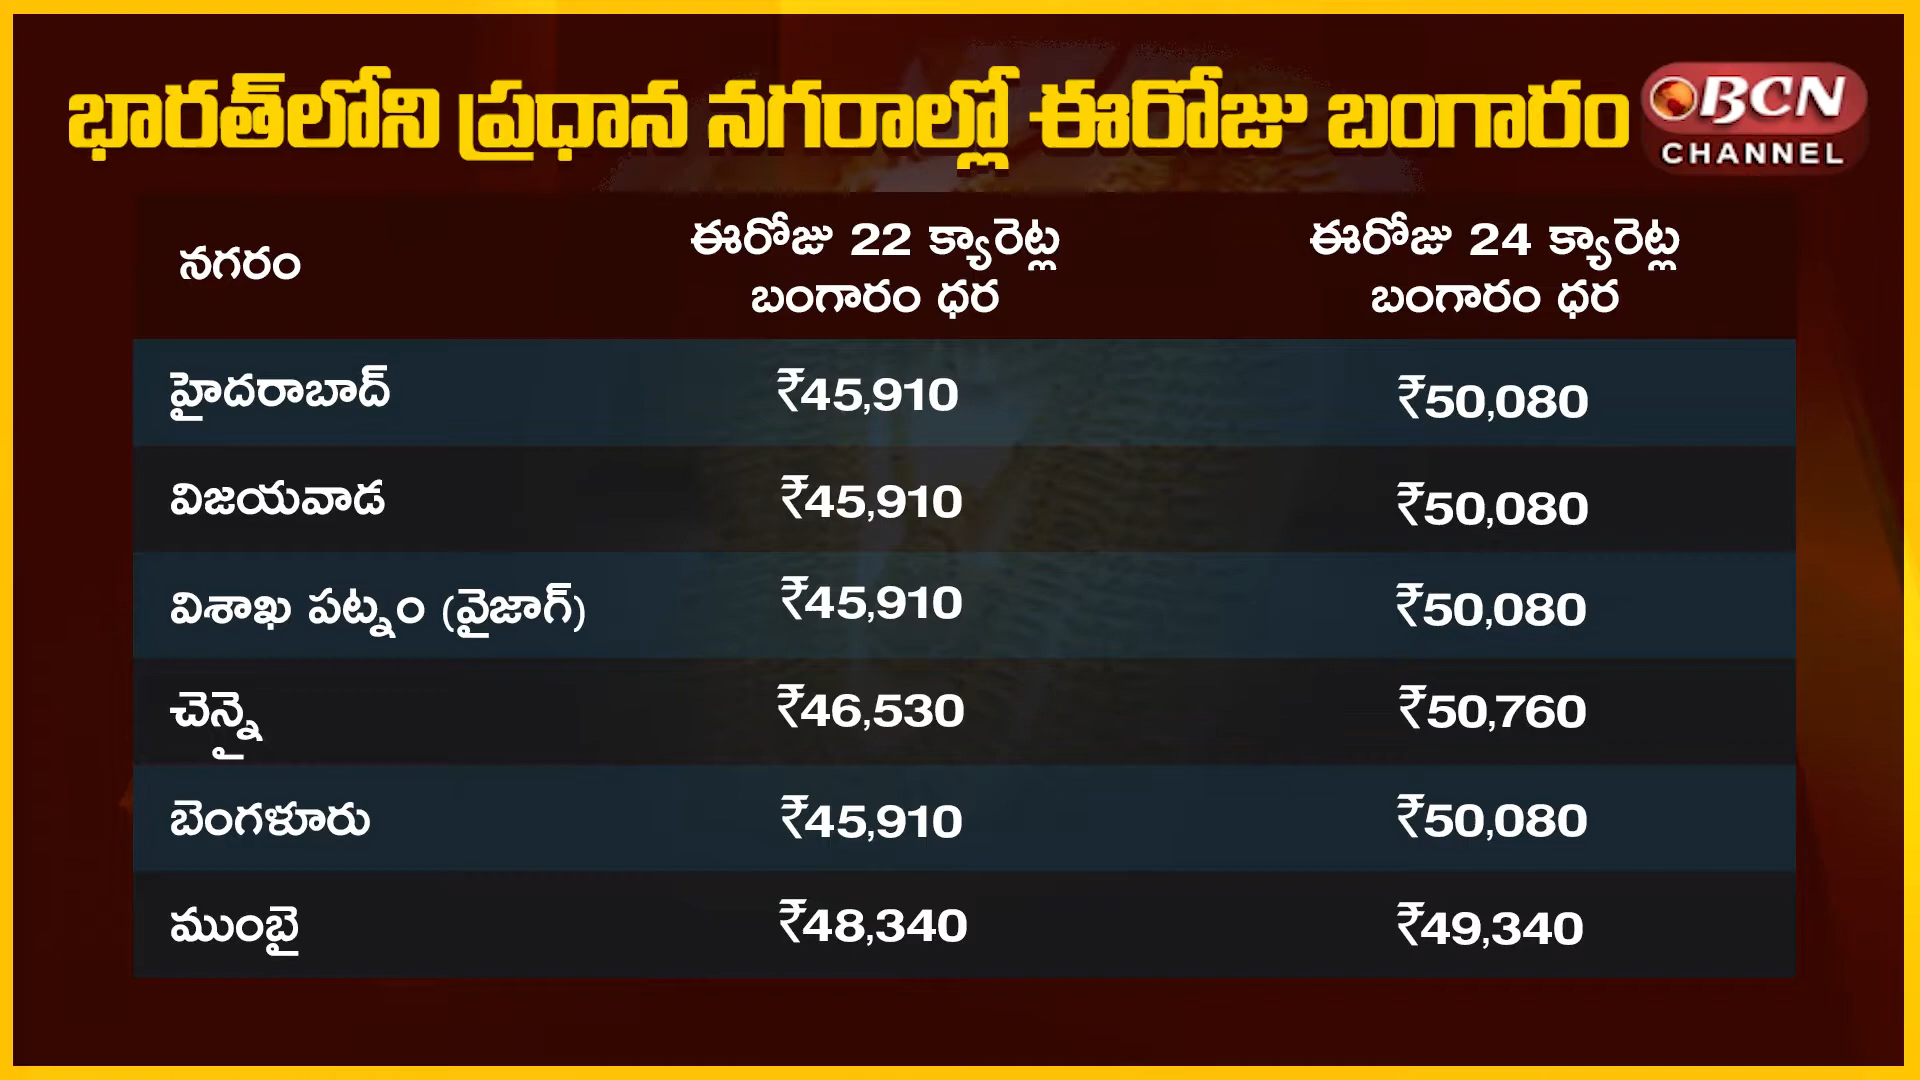 భారత్‌లోని ప్రధాన నగరాల్లో ఈరోజు బంగారం
BCN
CHANNEL
నగరం
ఈరోజు 22 క్యారెట్ల
బంగారం ధర
ఈరోజు 24 క్యారెట్ల
బంగారం ధర
హైదరాబాద్ ₹45,910 ₹50,080
విజయవాడ ₹45,910 ₹50,080
విశాఖ పట్నం (వైజాగ్) ₹45,910 ₹50,080
చెన్నై ₹46,530 ₹50,760
బెంగళూరు ₹45,910 ₹50,080
ముంబై ₹48,340 ₹49,340